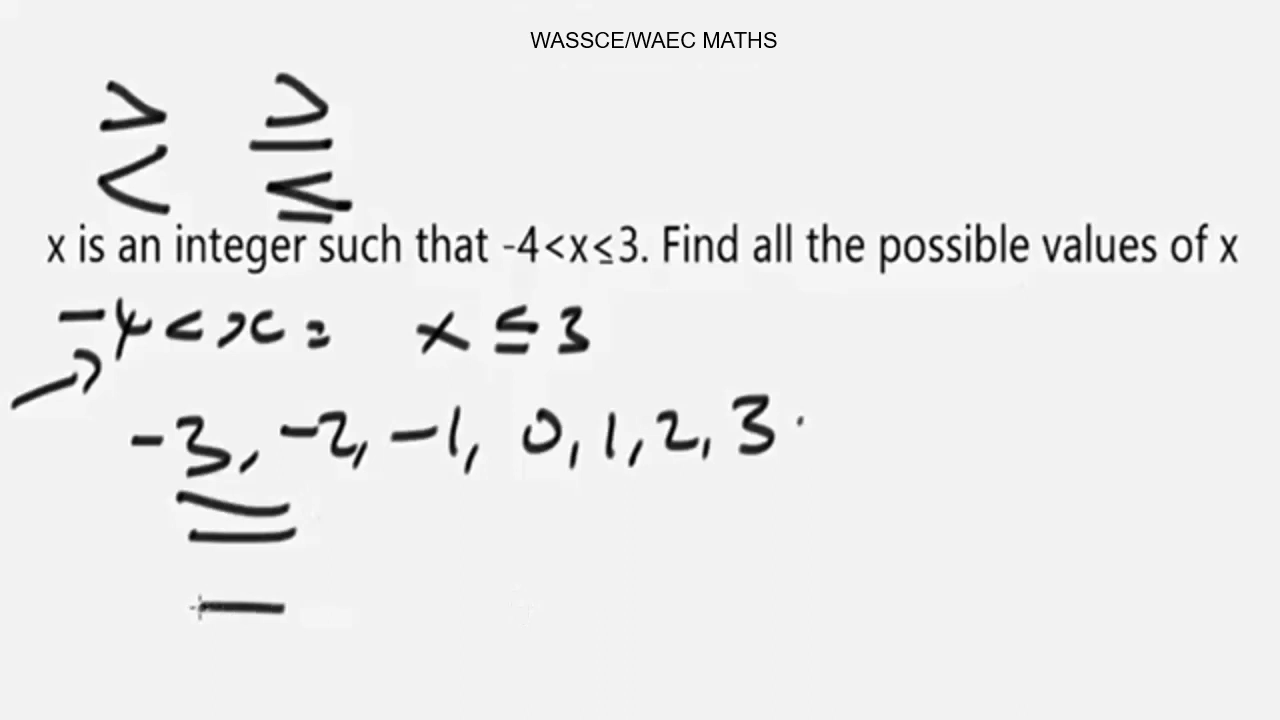 WASSCE/WAEC MATHS
> ≥
< ≤
x is an integer such that -4<x≤3. Find all the possible values of x
-4 < x = x ≤ 3
-3, -2, -1, 0, 1, 2, 3.